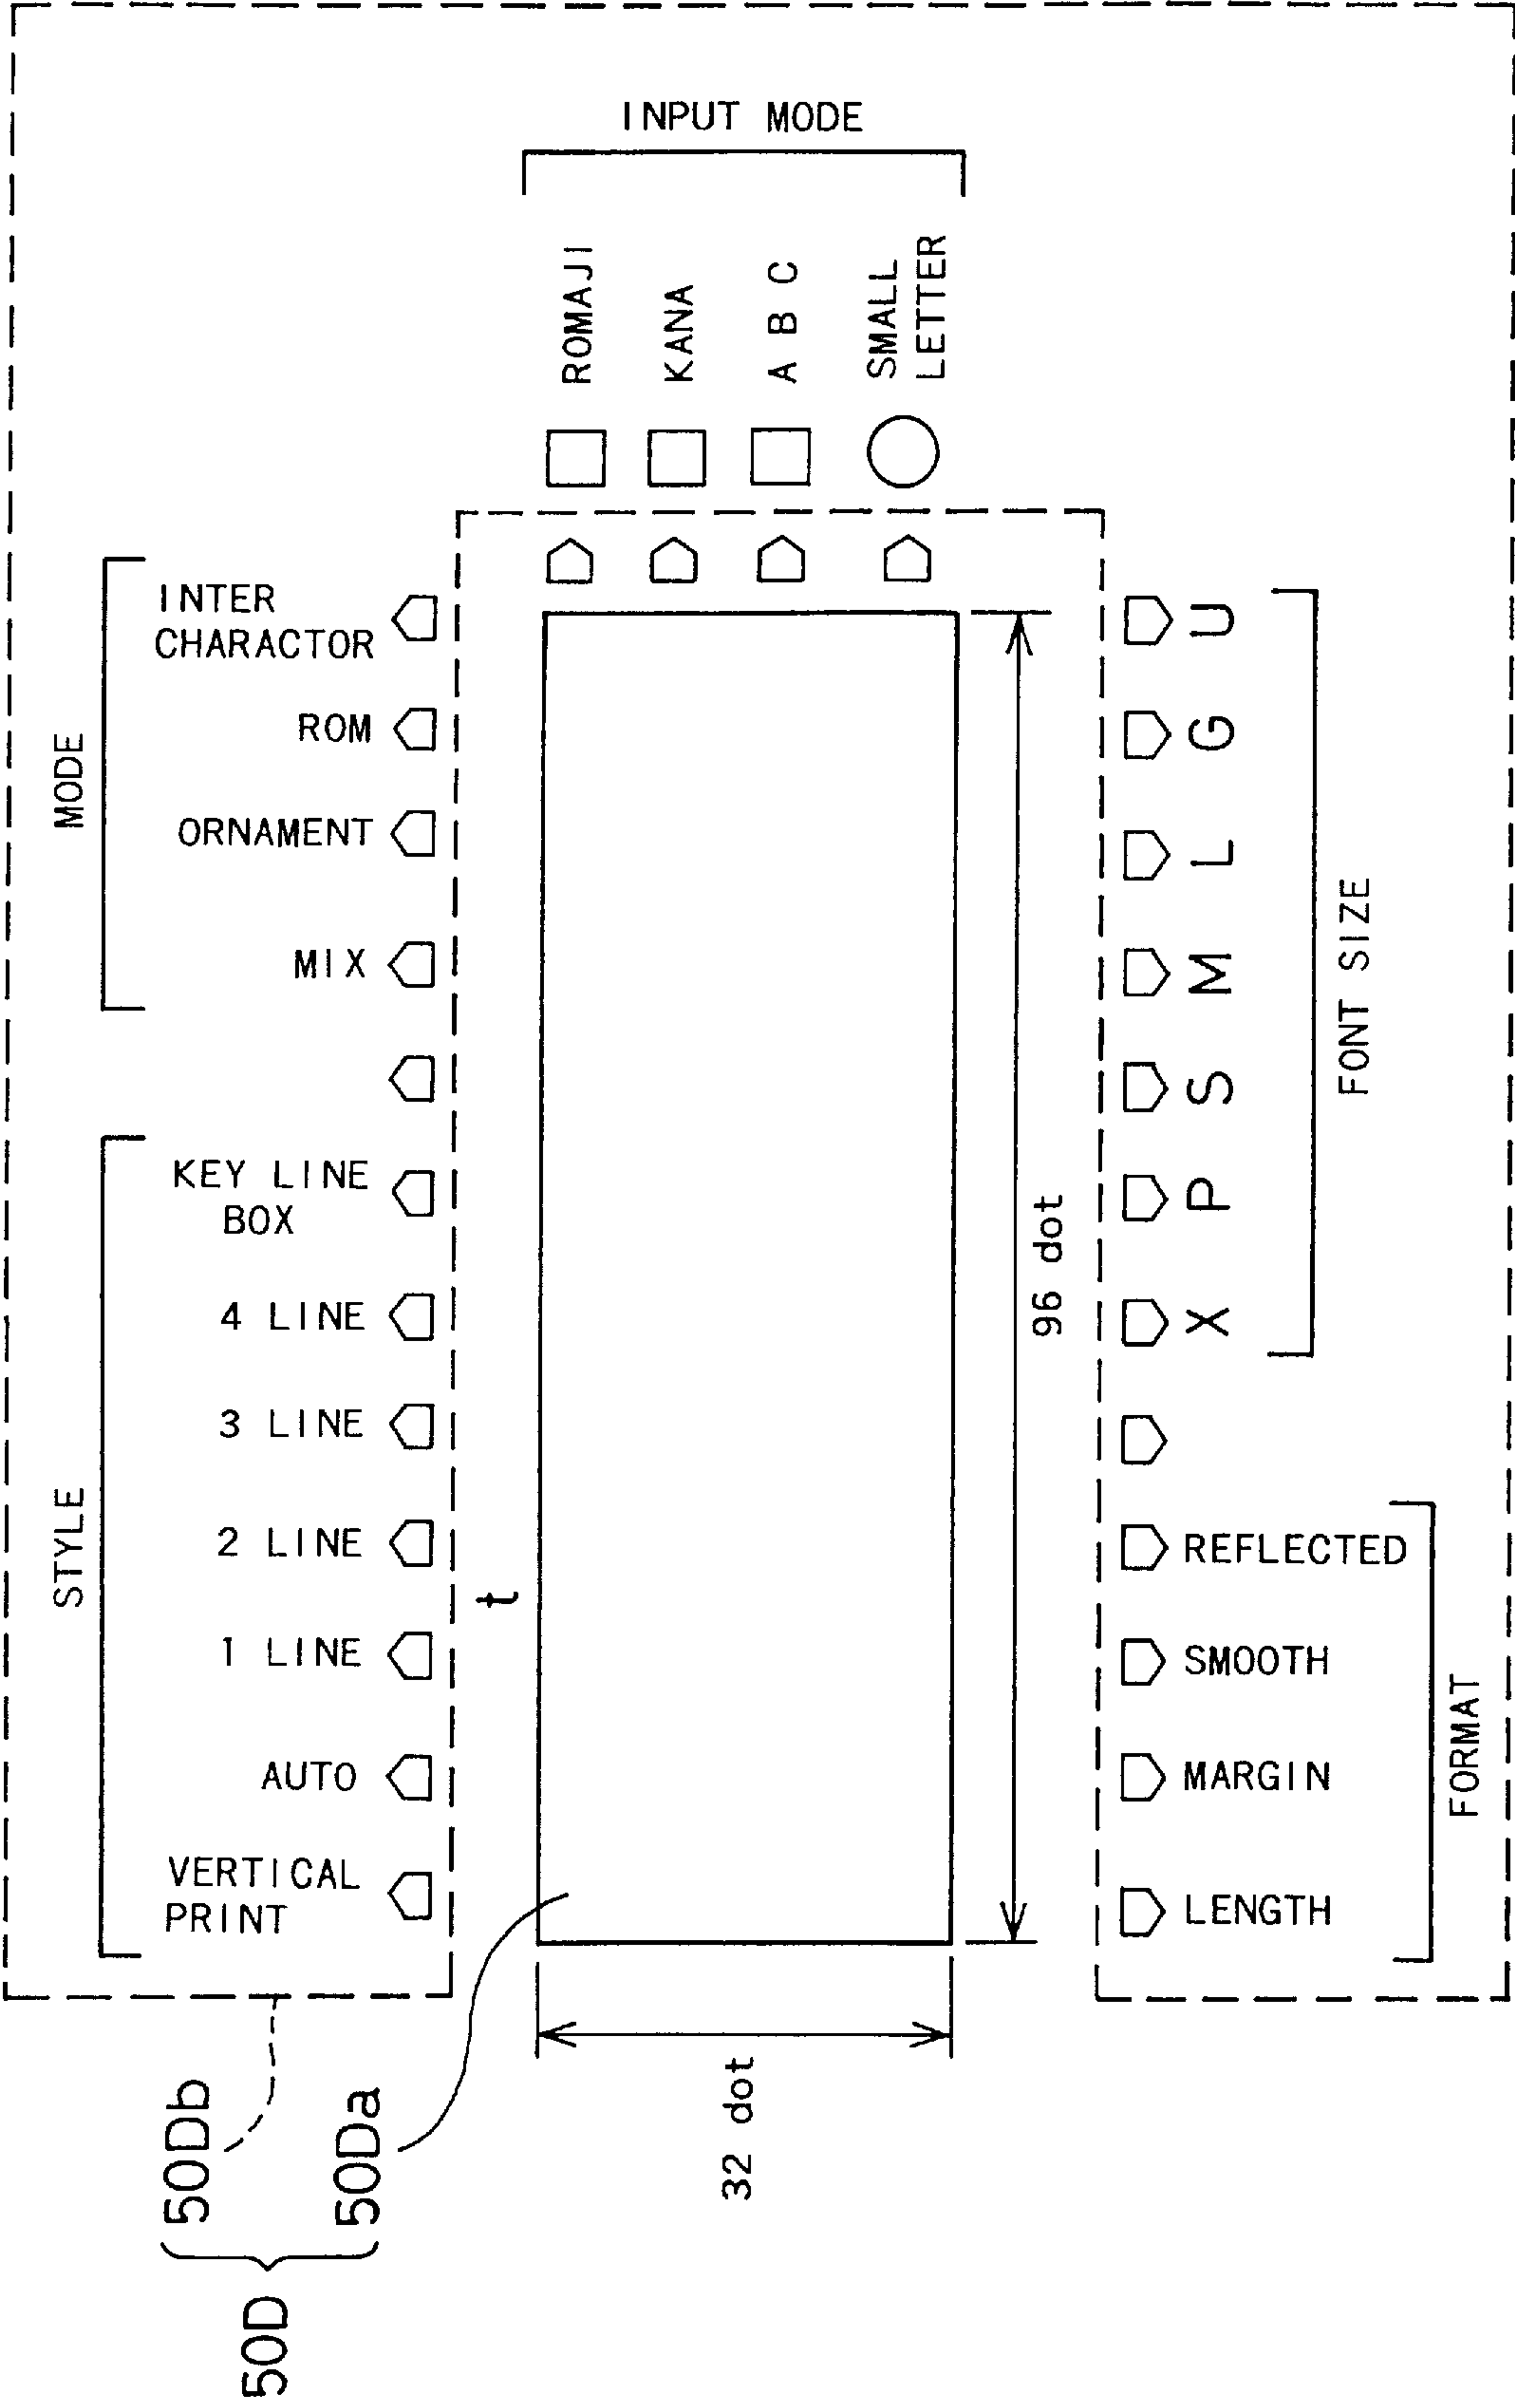 INPUT MODE
ROMAJI
KANA
A B C
SMALL
LETTER
MODE
INTER
CHARACTOR
ROM
ORNAMENT
MIX
STYLE
KEY LINE
BOX
4 LINE
3 LINE
2 LINE
1 LINE
AUTO
VERTICAL
PRINT
t
96 dot
32 dot
U
G
L
M
S
P
X
FONT SIZE
REFLECTED
SMOOTH
MARGIN
LENGTH
FORMAT
50Db
50Da
50D